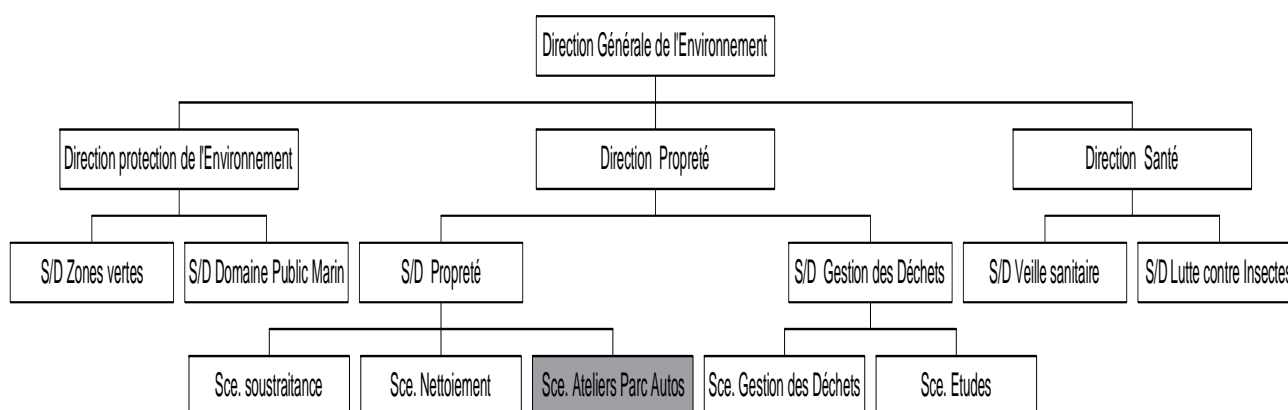 Direction Générale de l'Environnement
Direction protection de l'Environnement
Direction Propreté
Direction Santé
S/D Zones vertes
S/D Domaine Public Marin
S/D Propreté
S/D Gestion des Déchets
S/D Veille sanitaire
S/D Lutte contre Insectes
Sce. soustraitance
Sce. Nettoiement
Sce. Ateliers Parc Autos
Sce. Gestion des Déchets
Sce. Etudes